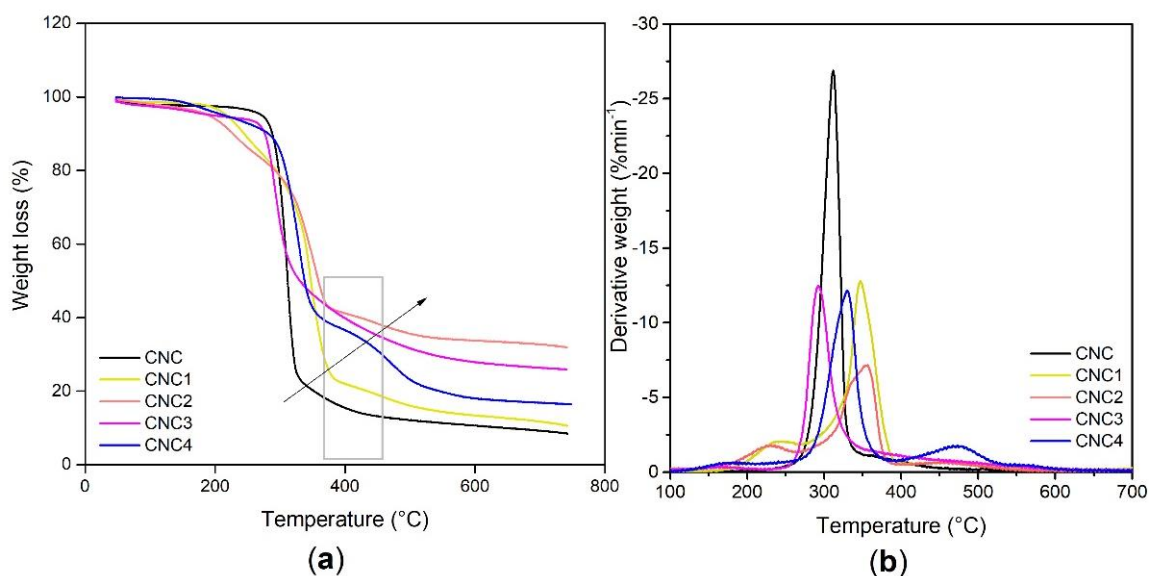 120
100
80
60
40
20
0
Weight loss (%)
CNC
CNC1
CNC2
CNC3
CNC4
0 200 400 600 800
Temperature (°C)
(a)
-30
-25
-20
-15
-10
-5
0
Derivative weight (%min-1)
CNC
CNC1
CNC2
CNC3
CNC4
100 200 300 400 500 600 700
Temperature (°C)
(b)